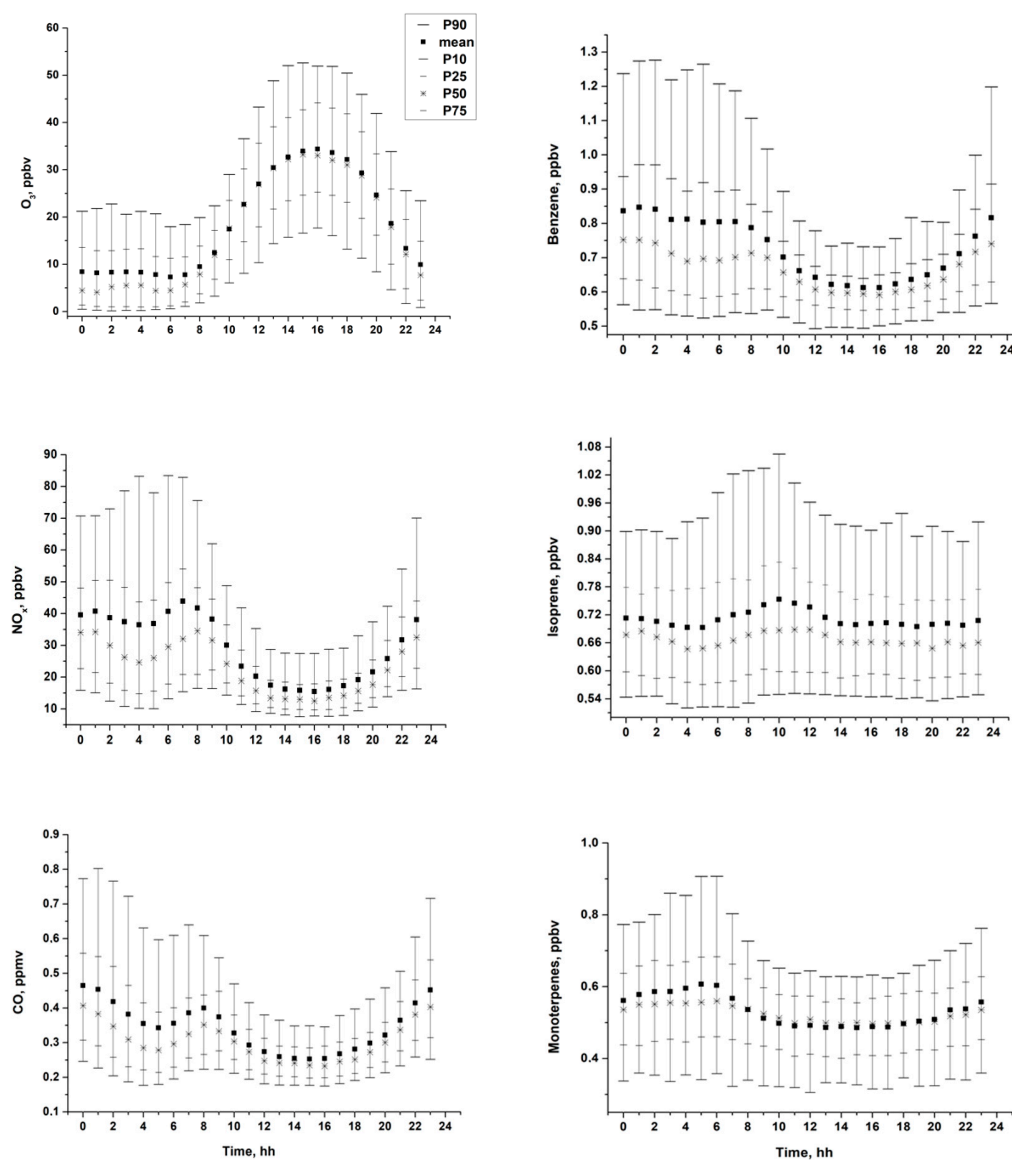 O₃, ppbv
60
50
40
30
20
10
0
P90
mean
P10
P25
P50
P75
0 2 4 6 8 10 12 14 16 18 20 22 24
Benzene, ppbv
1.3
1.2
1.1
1.0
0.9
0.8
0.7
0.6
0.5
0 2 4 6 8 10 12 14 16 18 20 22 24
NOₓ, ppbv
90
80
70
60
50
40
30
20
10
0 2 4 6 8 10 12 14 16 18 20 22 24
Isoprene, ppbv
1.08
1.02
0.96
0.90
0.84
0.78
0.72
0.66
0.60
0.54
0 2 4 6 8 10 12 14 16 18 20 22 24
CO, ppmv
0.9
0.8
0.7
0.6
0.5
0.4
0.3
0.2
0.1
0 2 4 6 8 10 12 14 16 18 20 22 24
Time, hh
Monoterpenes, ppbv
1.0
0.8
0.6
0.4
0 2 4 6 8 10 12 14 16 18 20 22 24
Time, hh